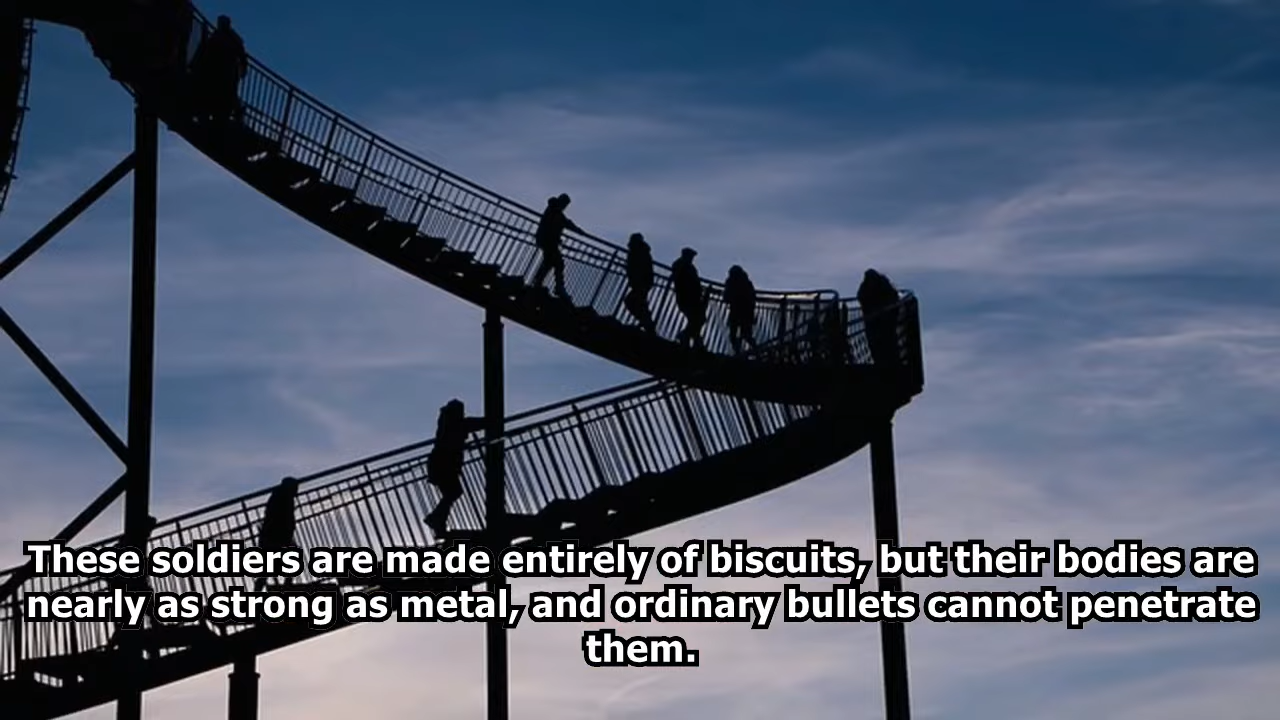 These soldiers are made entirely of biscuits, but their bodies are
nearly as strong as metal, and ordinary bullets cannot penetrate
them.